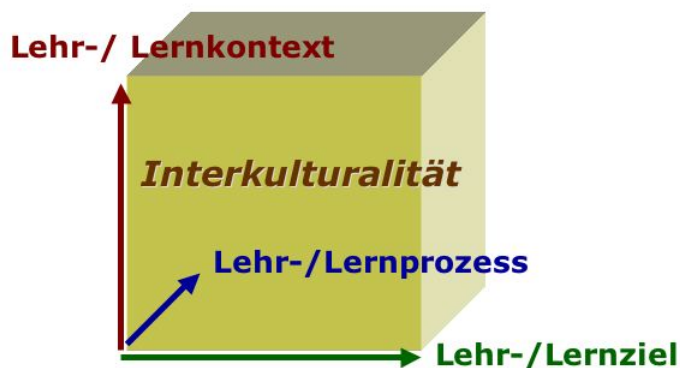 Lehr-/ Lernkontext
Interkulturalität
Lehr-/Lernprozess
Lehr-/Lernziel